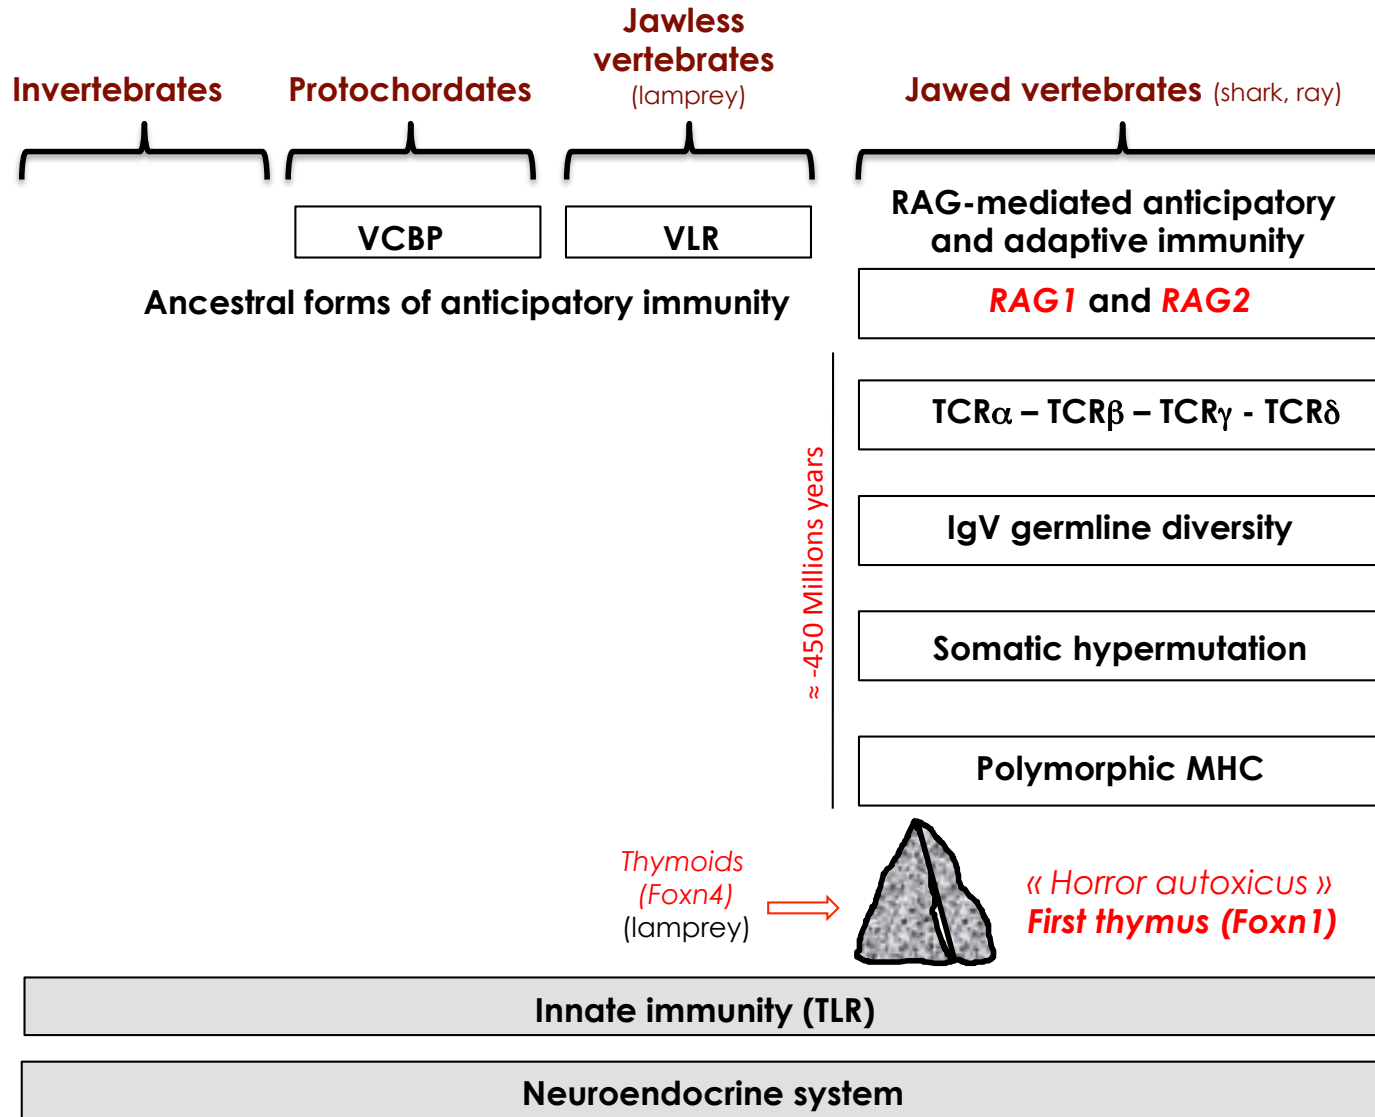 Invertebrates
Protochordates
Jawless
vertebrates
(lamprey)
Jawed vertebrates (shark, ray)
VCBP
VLR
Ancestral forms of anticipatory immunity
RAG-mediated anticipatory
and adaptive immunity
RAG1 and RAG2
TCRα – TCRβ – TCRγ - TCRδ
IgV germline diversity
Somatic hypermutation
Polymorphic MHC
≈ -450 Millions years
Thymoids
(Foxn4)
(lamprey)
« Horror autoxicus »
First thymus (Foxn1)
Innate immunity (TLR)
Neuroendocrine system